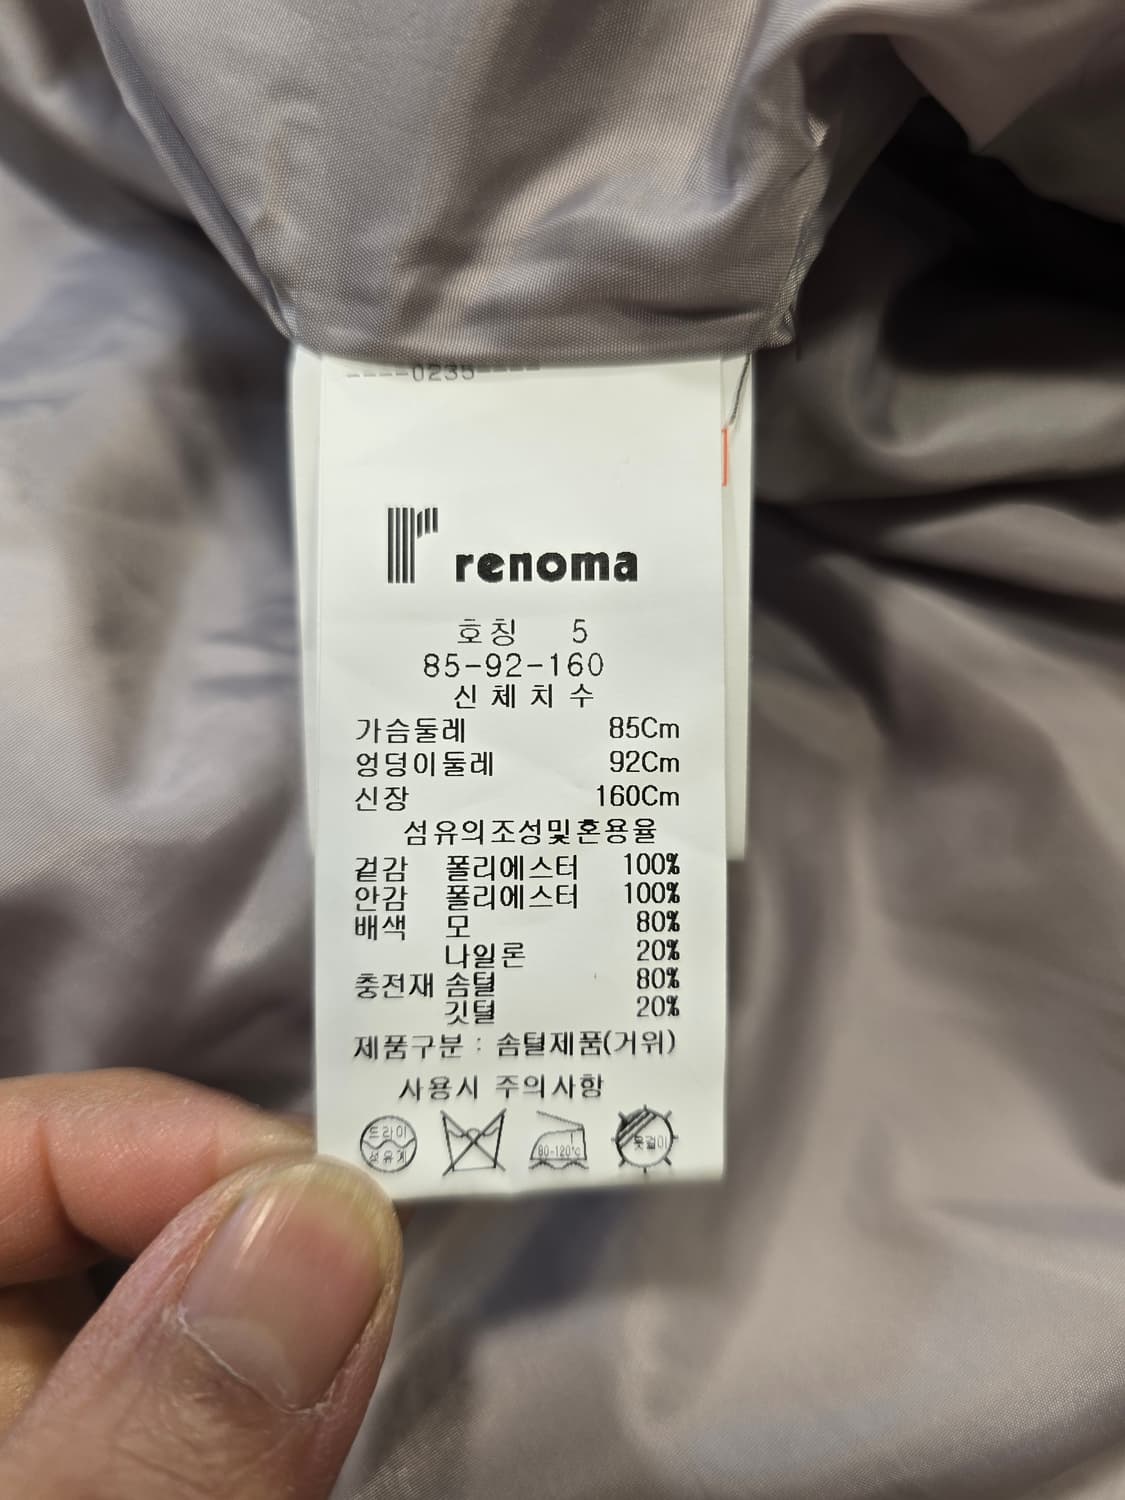 ----0235----
renoma
호칭 5
85-92-160
신체치수
가슴둘레 85Cm
엉덩이둘레 92Cm
신장 160Cm
섬유의조성및혼용율
겉감 폴리에스터 100%
안감 폴리에스터 100%
배색 모 80%
나일론 20%
충전재 솜털 80%
깃털 20%
제품구분 : 솜털제품(거위)
사용시 주의사항
드라이
석유계
80-120℃
옷걸이